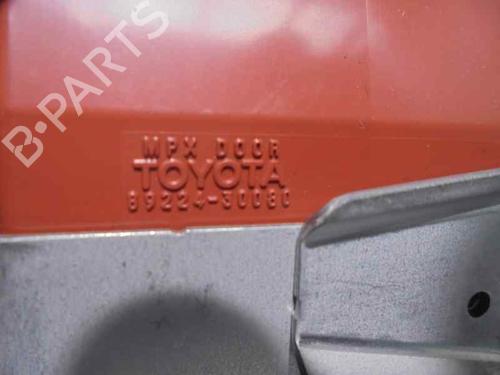 B-PARTS
MPX DOOR
TOYOTA
89224-30080